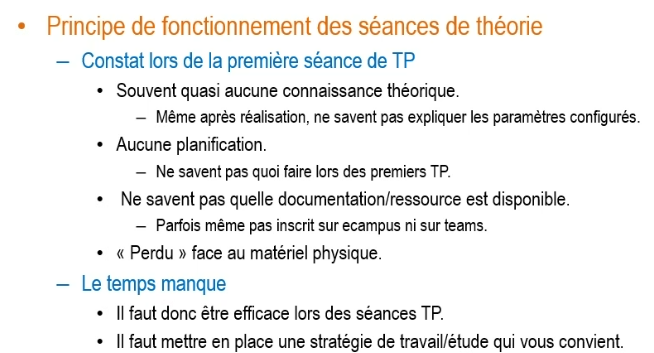 • Principe de fonctionnement des séances de théorie
– Constat lors de la première séance de TP
• Souvent quasi aucune connaissance théorique.
– Même après réalisation, ne savent pas expliquer les paramètres configurés.
• Aucune planification.
– Ne savent pas quoi faire lors des premiers TP.
• Ne savent pas quelle documentation/ressource est disponible.
– Parfois même pas inscrit sur ecampus ni sur teams.
• « Perdu » face au matériel physique.
– Le temps manque
• Il faut donc être efficace lors des séances TP.
• Il faut mettre en place une stratégie de travail/étude qui vous convient.